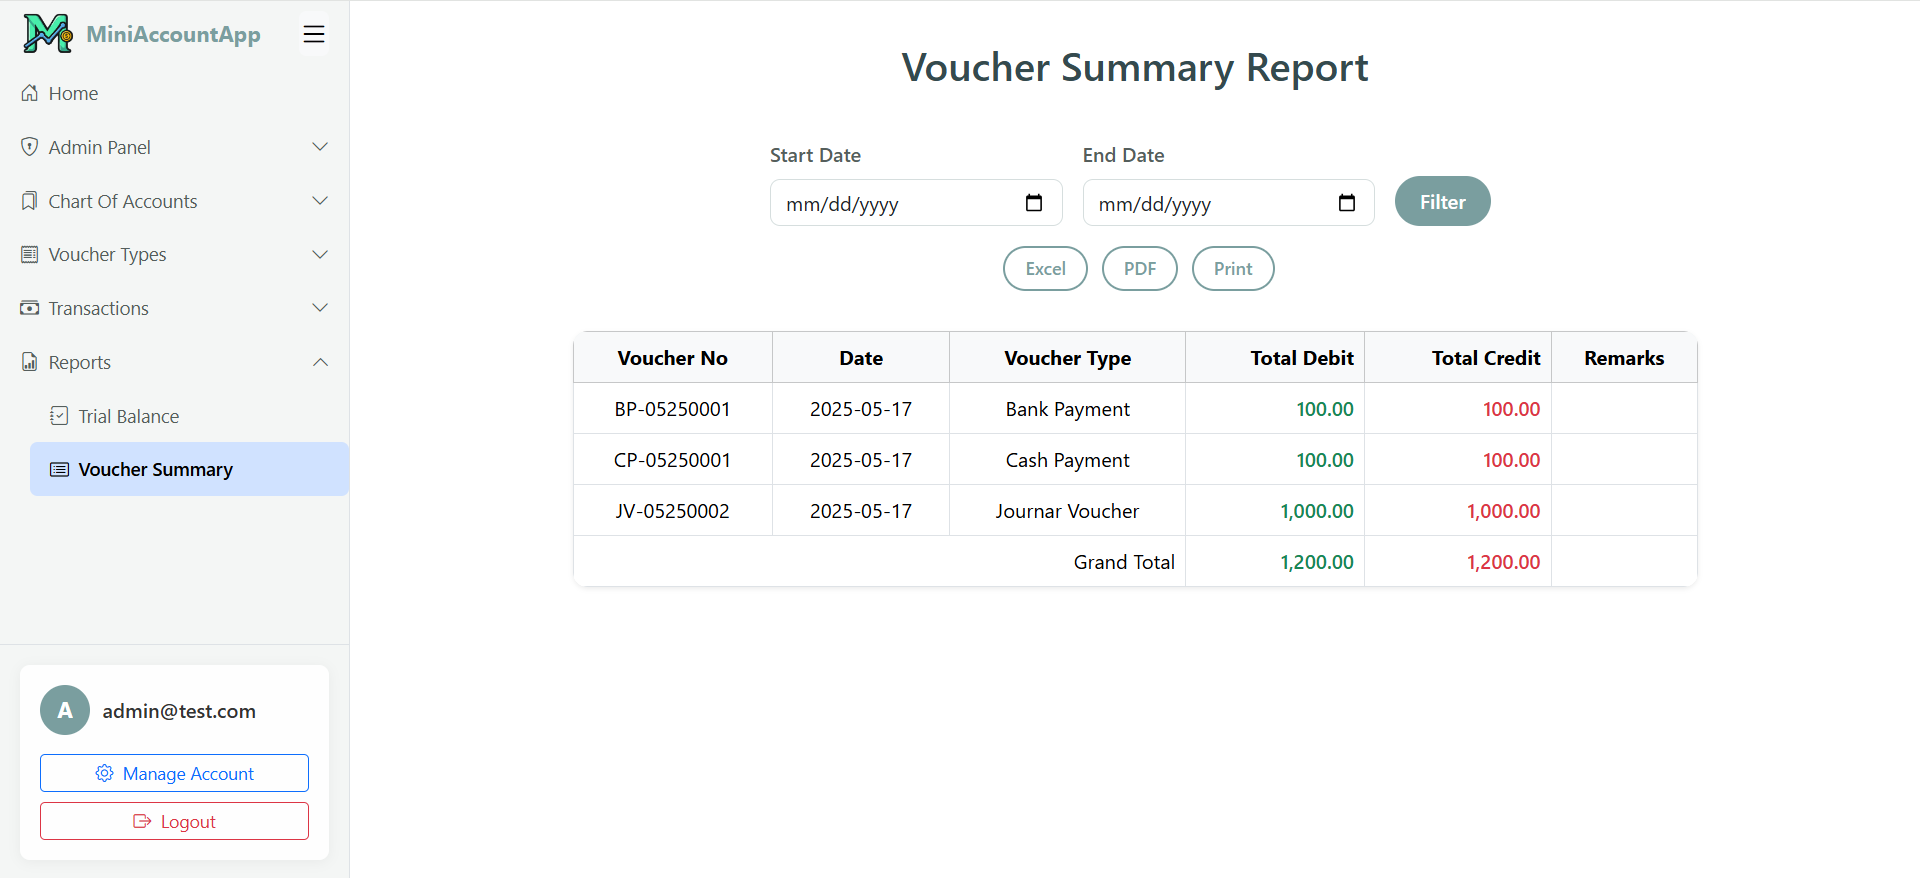 MiniAccountApp
Home
Admin Panel
Chart Of Accounts
Voucher Types
Transactions
Reports
Trial Balance
Voucher Summary
A admin@test.com
Manage Account
Logout
Voucher Summary Report
Start Date End Date
mm/dd/yyyy mm/dd/yyyy Filter
Excel PDF Print
Voucher No Date Voucher Type Total Debit Total Credit Remarks
BP-05250001 2025-05-17 Bank Payment 100.00 100.00
CP-05250001 2025-05-17 Cash Payment 100.00 100.00
JV-05250002 2025-05-17 Journar Voucher 1,000.00 1,000.00
Grand Total 1,200.00 1,200.00